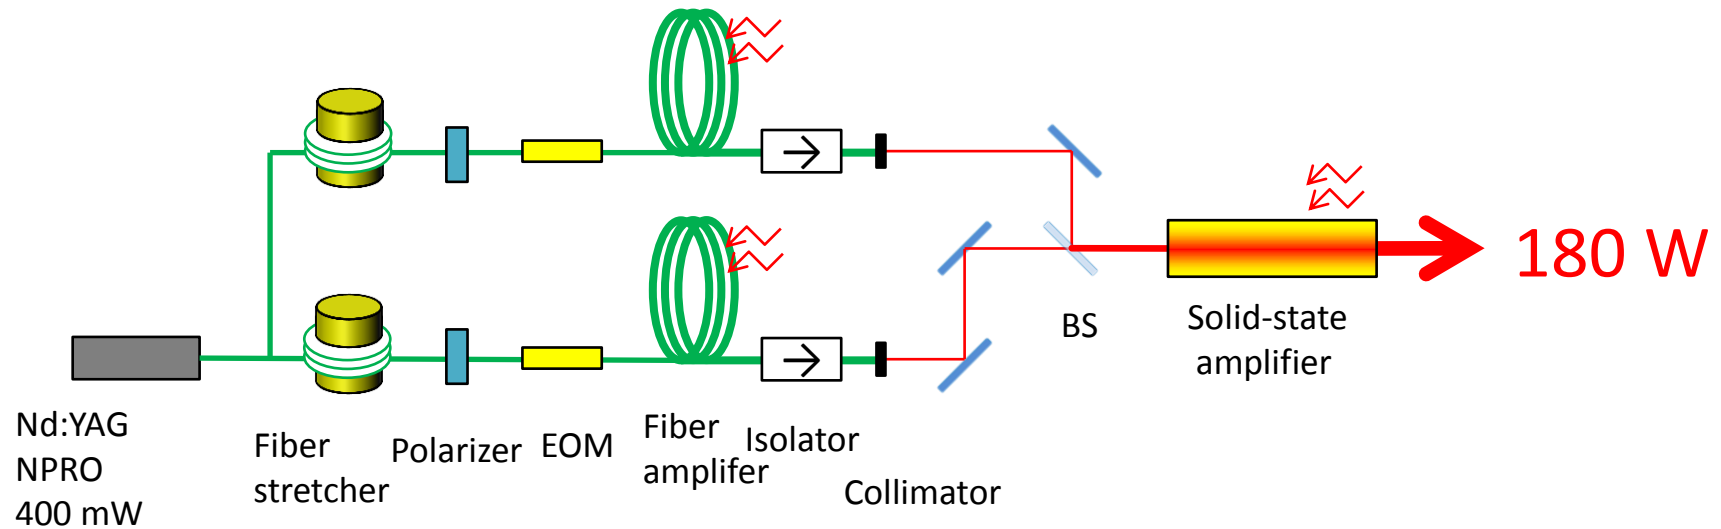 180 W
BS
Solid-state
amplifier
Nd:YAG
NPRO
400 mW
Fiber
stretcher
Polarizer
EOM
Fiber
amplifer
Isolator
Collimator